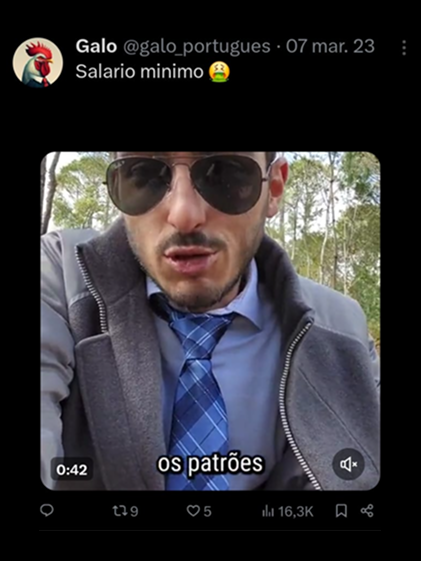 Galo @galo_portugues · 07 mar. 23
Salario minimo 🤮
os patrões
0:42
9 5 16,3K